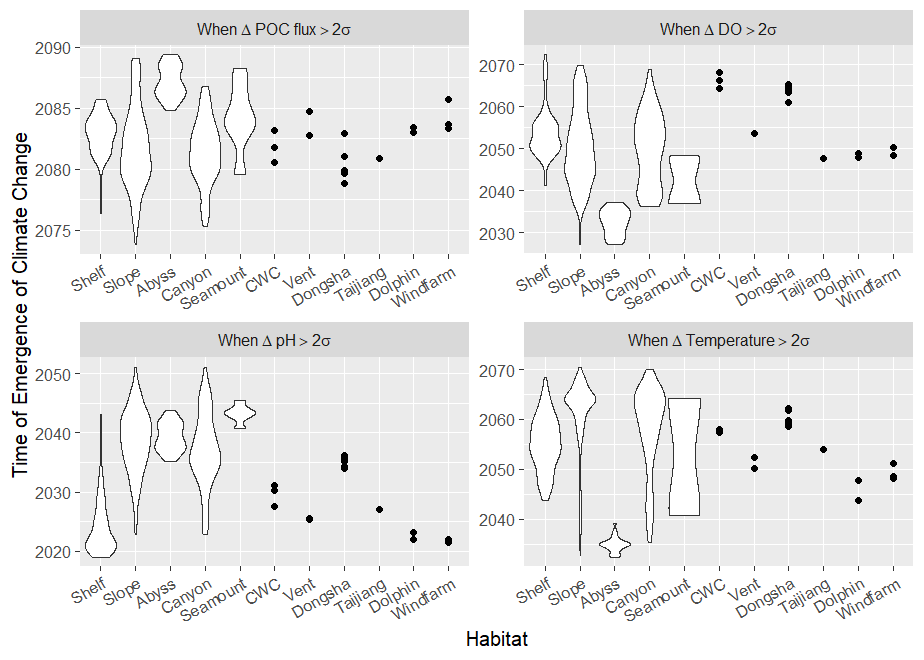 Time of Emergence of Climate Change
When Δ POC flux > 2σ
2090
2085
2080
2075
Shelf
Slope
Abyss
Canyon
Seamount
CWC
Vent
Dongsha
Taijiang
Dolphin
Windfarm
When Δ DO > 2σ
2070
2060
2050
2040
2030
Shelf
Slope
Abyss
Canyon
Seamount
CWC
Vent
Dongsha
Taijiang
Dolphin
Windfarm
When Δ pH > 2σ
2050
2040
2030
2020
Shelf
Slope
Abyss
Canyon
Seamount
CWC
Vent
Dongsha
Taijiang
Dolphin
Windfarm
When Δ Temperature > 2σ
2070
2060
2050
2040
Shelf
Slope
Abyss
Canyon
Seamount
CWC
Vent
Dongsha
Taijiang
Dolphin
Windfarm
Habitat